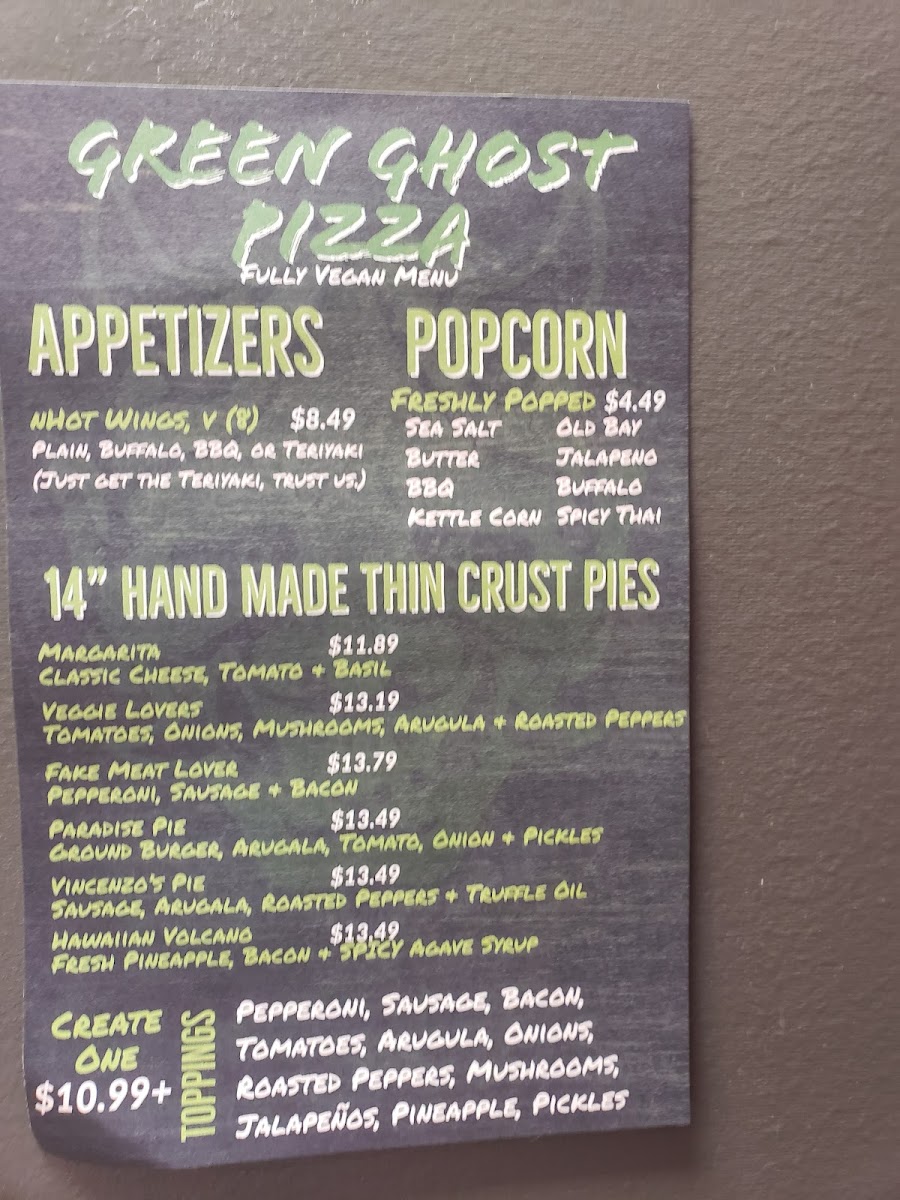 GREEN GHOST
PIZZA
FULLY VEGAN MENU
APPETIZERS
NHOT WINGS, V (8) $8.49
PLAIN, BUFFALO, BBQ, OR TERIYAKI
(JUST GET THE TERIYAKI, TRUST US.)
POPCORN
FRESHLY POPPED $4.49
SEA SALT OLD BAY
BUTTER JALAPENO
BBQ BUFFALO
KETTLE CORN SPICY THAI
14" HAND MADE THIN CRUST PIES
MARGARITA $11.89
CLASSIC CHEESE, TOMATO + BASIL
VEGGIE LOVERS $13.19
TOMATOES, ONIONS, MUSHROOMS, ARUGULA + ROASTED PEPPERS
FAKE MEAT LOVER $13.79
PEPPERONI, SAUSAGE + BACON
PARADISE PIE $13.49
GROUND BURGER, ARUGALA, TOMATO, ONION + PICKLES
VINCENZO'S PIE $13.49
SAUSAGE, ARUGALA, ROASTED PEPPERS + TRUFFLE OIL
HAWAIIAN VOLCANO $13.49
FRESH PINEAPPLE, BACON + SPICY AGAVE SYRUP
CREATE
ONE
$10.99+
TOPPINGS
PEPPERONI, SAUSAGE, BACON,
TOMATOES, ARUGULA, ONIONS,
ROASTED PEPPERS, MUSHROOMS,
JALAPEÑOS, PINEAPPLE, PICKLES